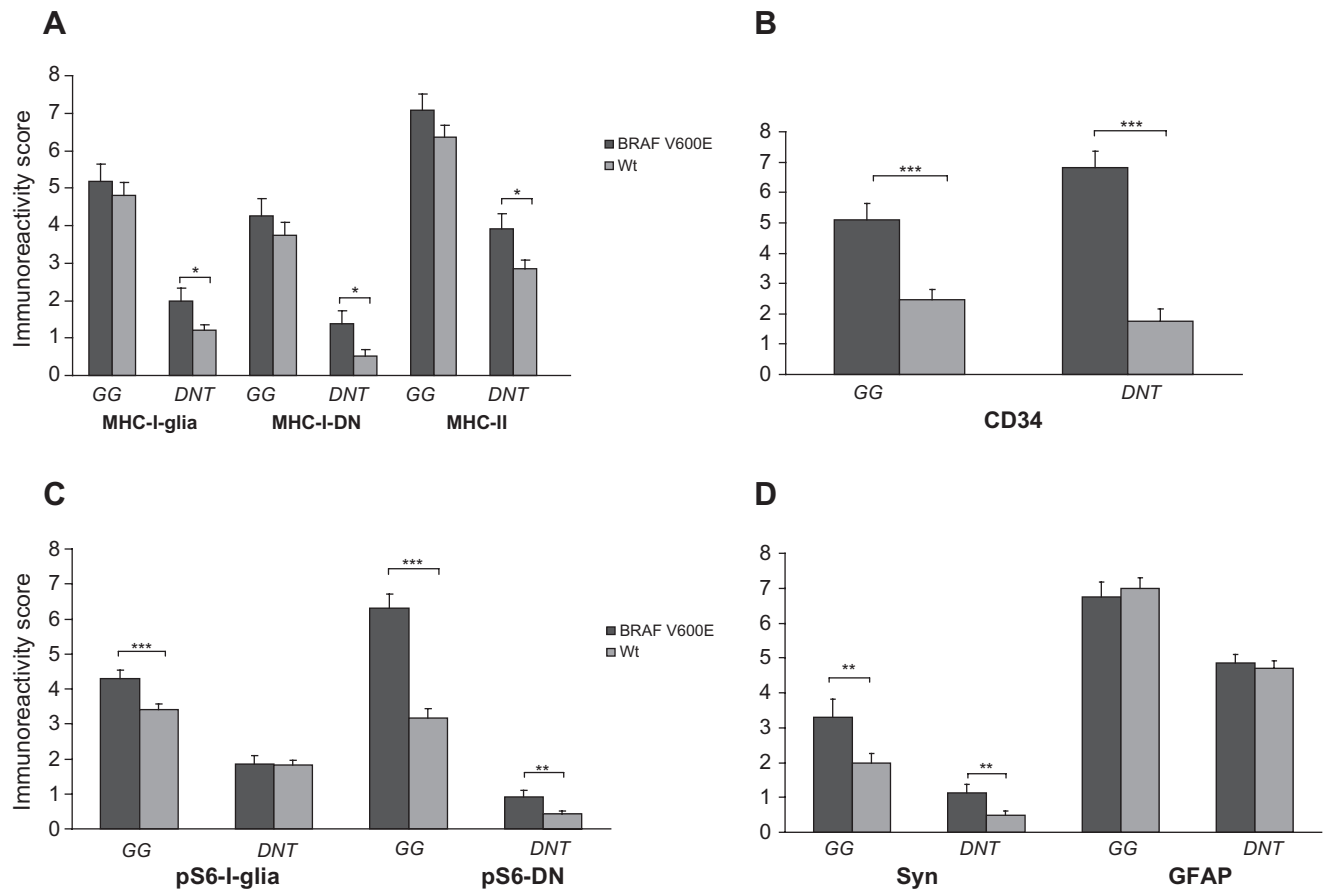 A
Immunoreactivity score
8
7
6
5
4
3
2
1
0
*
*
*
GG DNT GG DNT GG DNT
MHC-I-glia MHC-I-DN MHC-II
BRAF V600E
Wt
B
8
7
6
5
4
3
2
1
0
***
***
GG DNT
CD34
C
Immunoreactivity score
8
7
6
5
4
3
2
1
0
***
***
**
GG DNT GG DNT
pS6-I-glia pS6-DN
BRAF V600E
Wt
D
8
7
6
5
4
3
2
1
0
**
**
GG DNT GG DNT
Syn GFAP